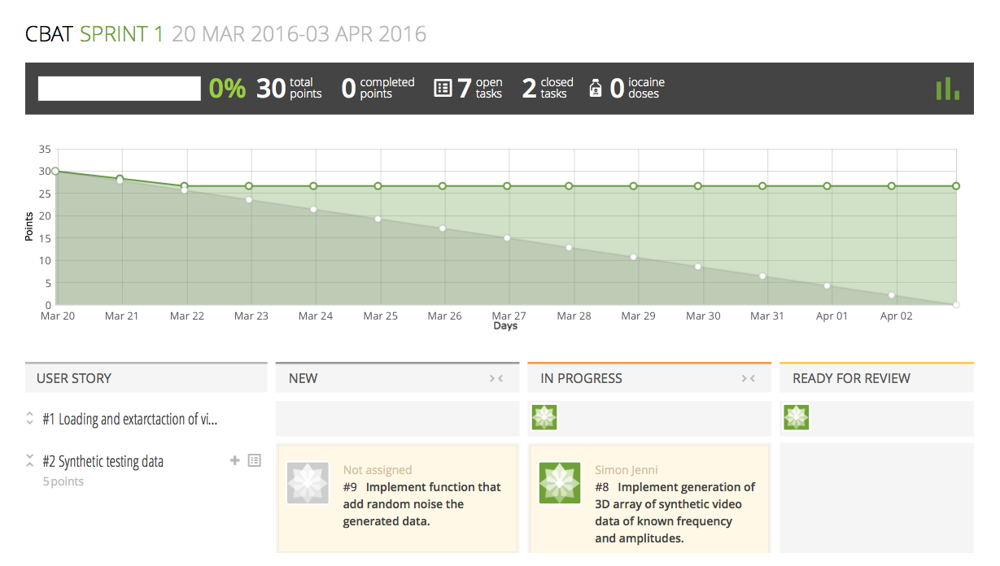 CBAT SPRINT 1 20 MAR 2016-03 APR 2016
0% 30 total points 0 completed points 7 open tasks 2 closed tasks 0 iocaine doses
35
30
25
20
15
10
5
0
Points
Mar 20 Mar 21 Mar 22 Mar 23 Mar 24 Mar 25 Mar 26 Mar 27 Mar 28 Mar 29 Mar 30 Mar 31 Apr 01 Apr 02
Days
USER STORY NEW IN PROGRESS READY FOR REVIEW
#1 Loading and extarctaction of vi...
#2 Synthetic testing data
5 points
Not assigned
#9 Implement function that
add random noise the
generated data.
Simon Jenni
#8 Implement generation of
3D array of synthetic video
data of known frequency
and amplitudes.